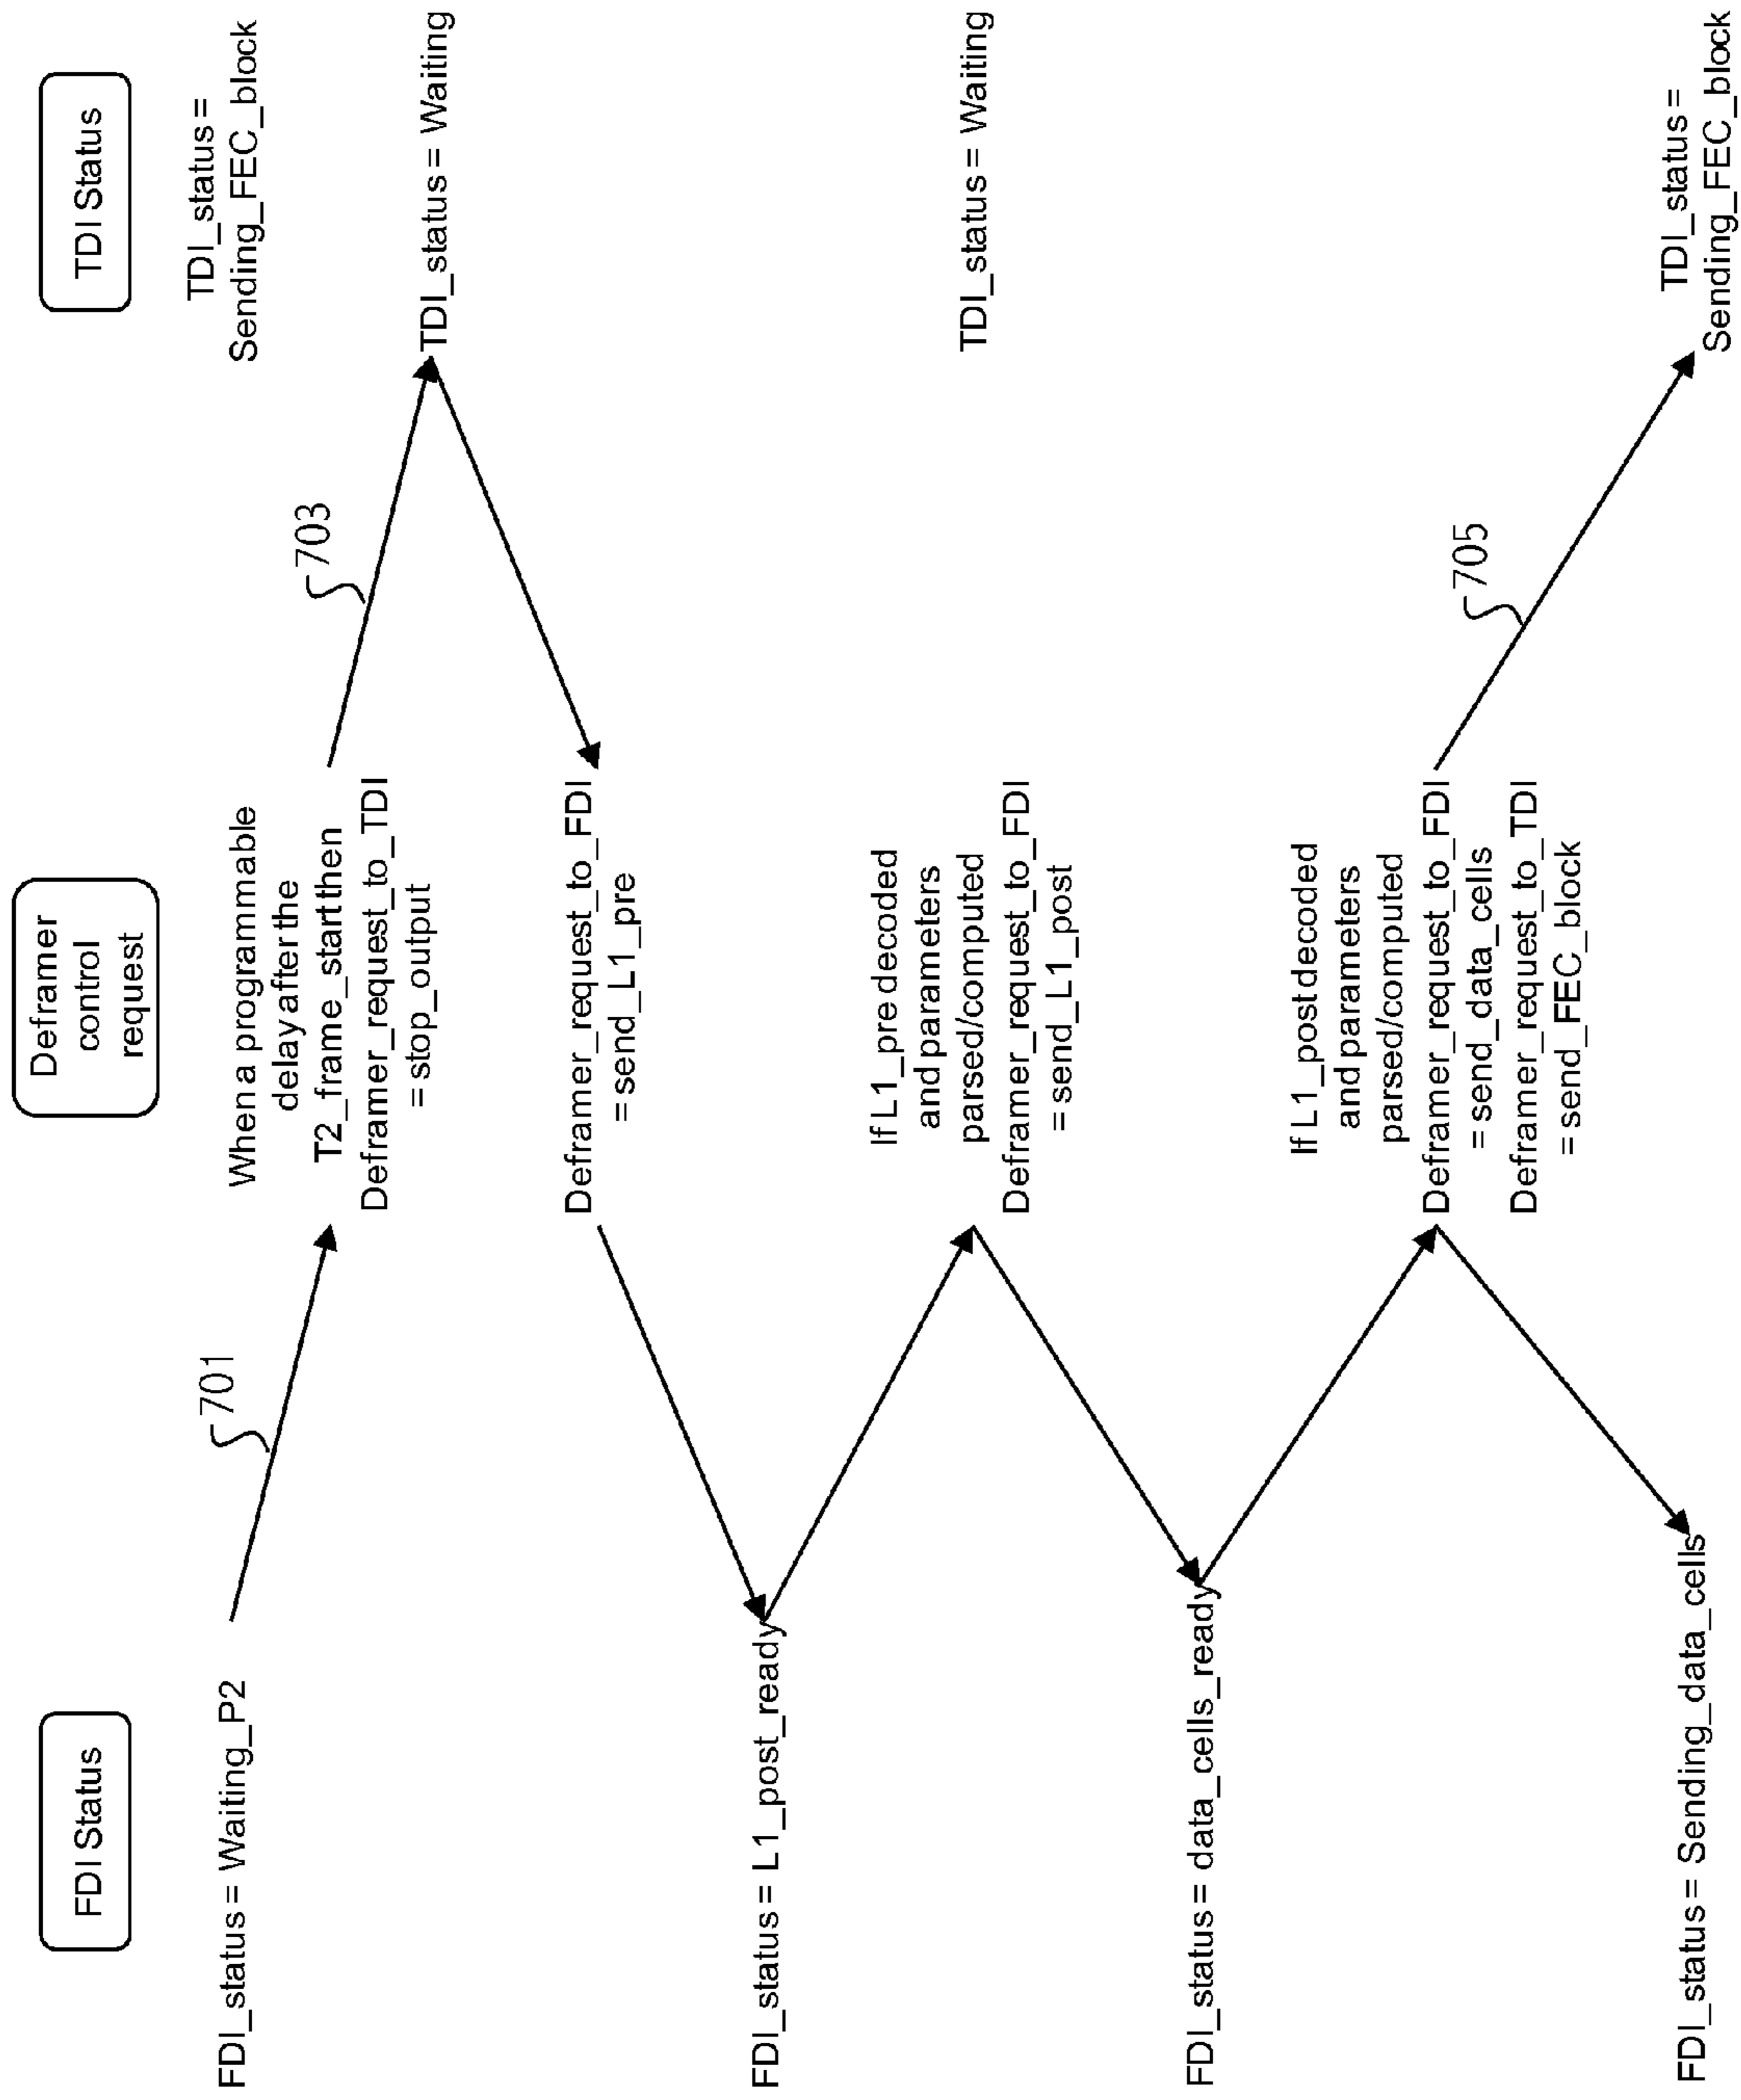 FDI Status
Deframer
control
request
TDI Status
FDI_status = Waiting_P2
701
When a programmable
delay after the
T2_frame_start then
Deframer_request_to_TDI
= stop_output
703
TDI_status =
Sending_FEC_block
TDI_status = Waiting
Deframer_request_to_FDI
= send_L1_pre
FDI_status = L1_post_ready
If L1_pre decoded
and parameters
parsed/computed
Deframer_request_to_FDI
= send_L1_post
TDI_status = Waiting
FDI_status = data_cells_ready
If L1_post decoded
and parameters
parsed/computed
Deframer_request_to_FDI
= send_data_cells
Deframer_request_to_TDI
= send_FEC_block
705
FDI_status = Sending_data_cells
TDI_status =
Sending_FEC_block